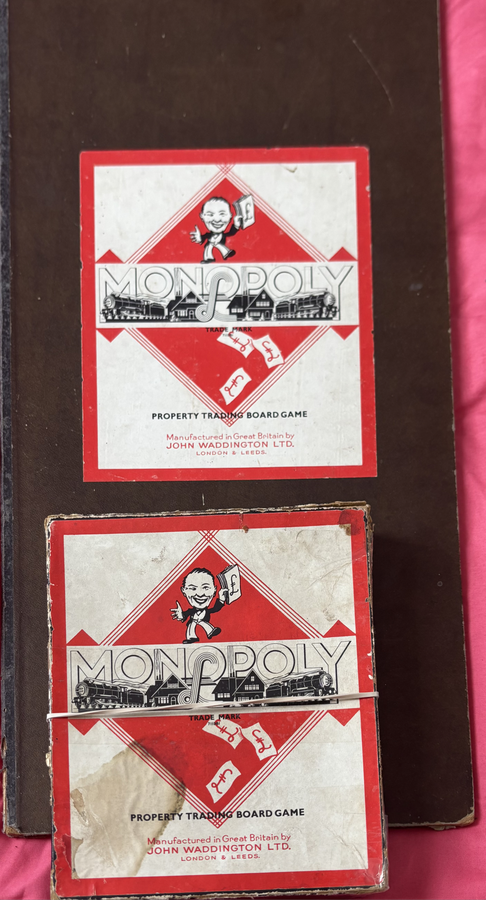 £
MONOPOLY
£
TRADE MARK
£
£
£
PROPERTY TRADING BOARD GAME
Manufactured in Great Britain by
JOHN WADDINGTON LTD.
LONDON & LEEDS.
£
MONOPOLY
£
TRADE MARK
£
£
£
PROPERTY TRADING BOARD GAME
Manufactured in Great Britain by
JOHN WADDINGTON LTD.
LONDON & LEEDS.